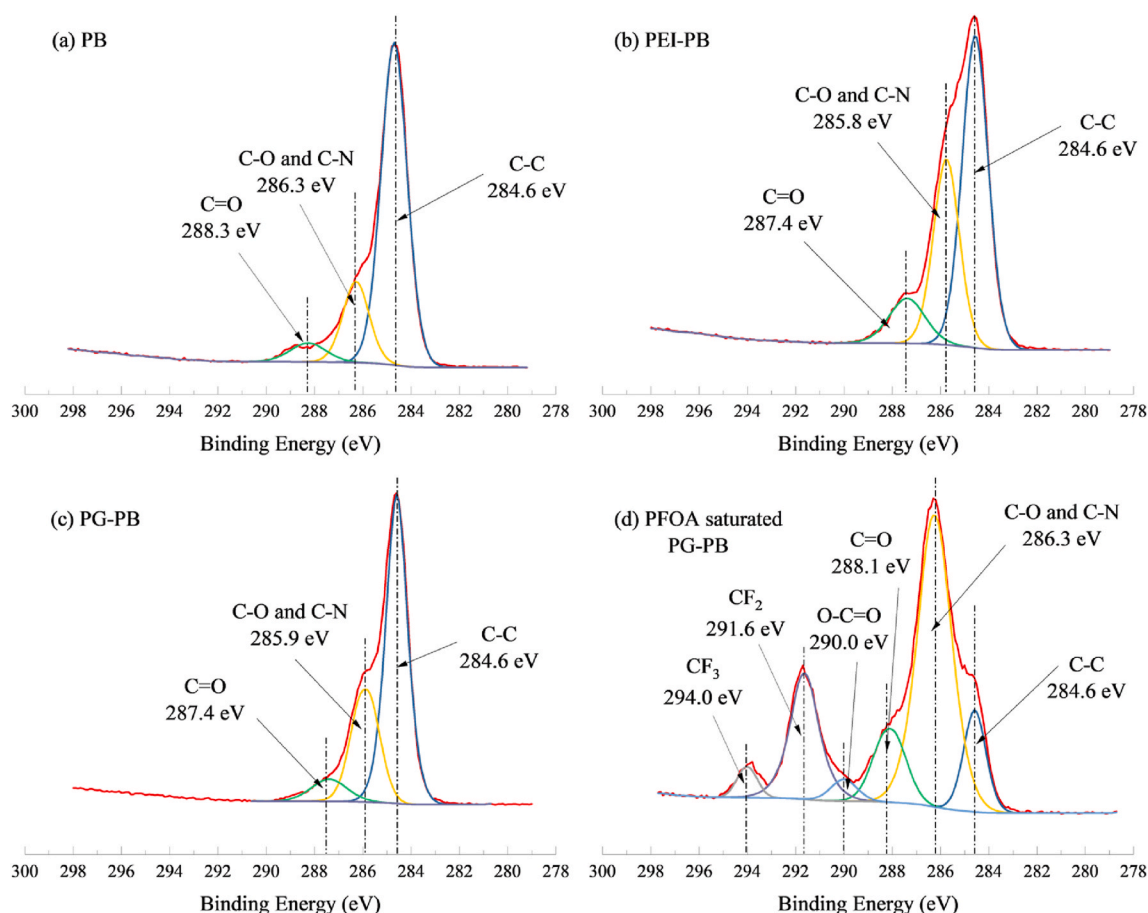 (a) PB
C-O and C-N
286.3 eV
C=O
288.3 eV
C-C
284.6 eV
300 298 296 294 292 290 288 286 284 282 280 278
Binding Energy (eV)
(b) PEI-PB
C-O and C-N
285.8 eV
C=O
287.4 eV
C-C
284.6 eV
300 298 296 294 292 290 288 286 284 282 280 278
Binding Energy (eV)
(c) PG-PB
C-O and C-N
285.9 eV
C=O
287.4 eV
C-C
284.6 eV
300 298 296 294 292 290 288 286 284 282 280 278
Binding Energy (eV)
(d) PFOA saturated
PG-PB
C=O
288.1 eV
C-O and C-N
286.3 eV
CF₂
291.6 eV
O-C=O
290.0 eV
CF₃
294.0 eV
C-C
284.6 eV
300 298 296 294 292 290 288 286 284 282 280 278
Binding Energy (eV)